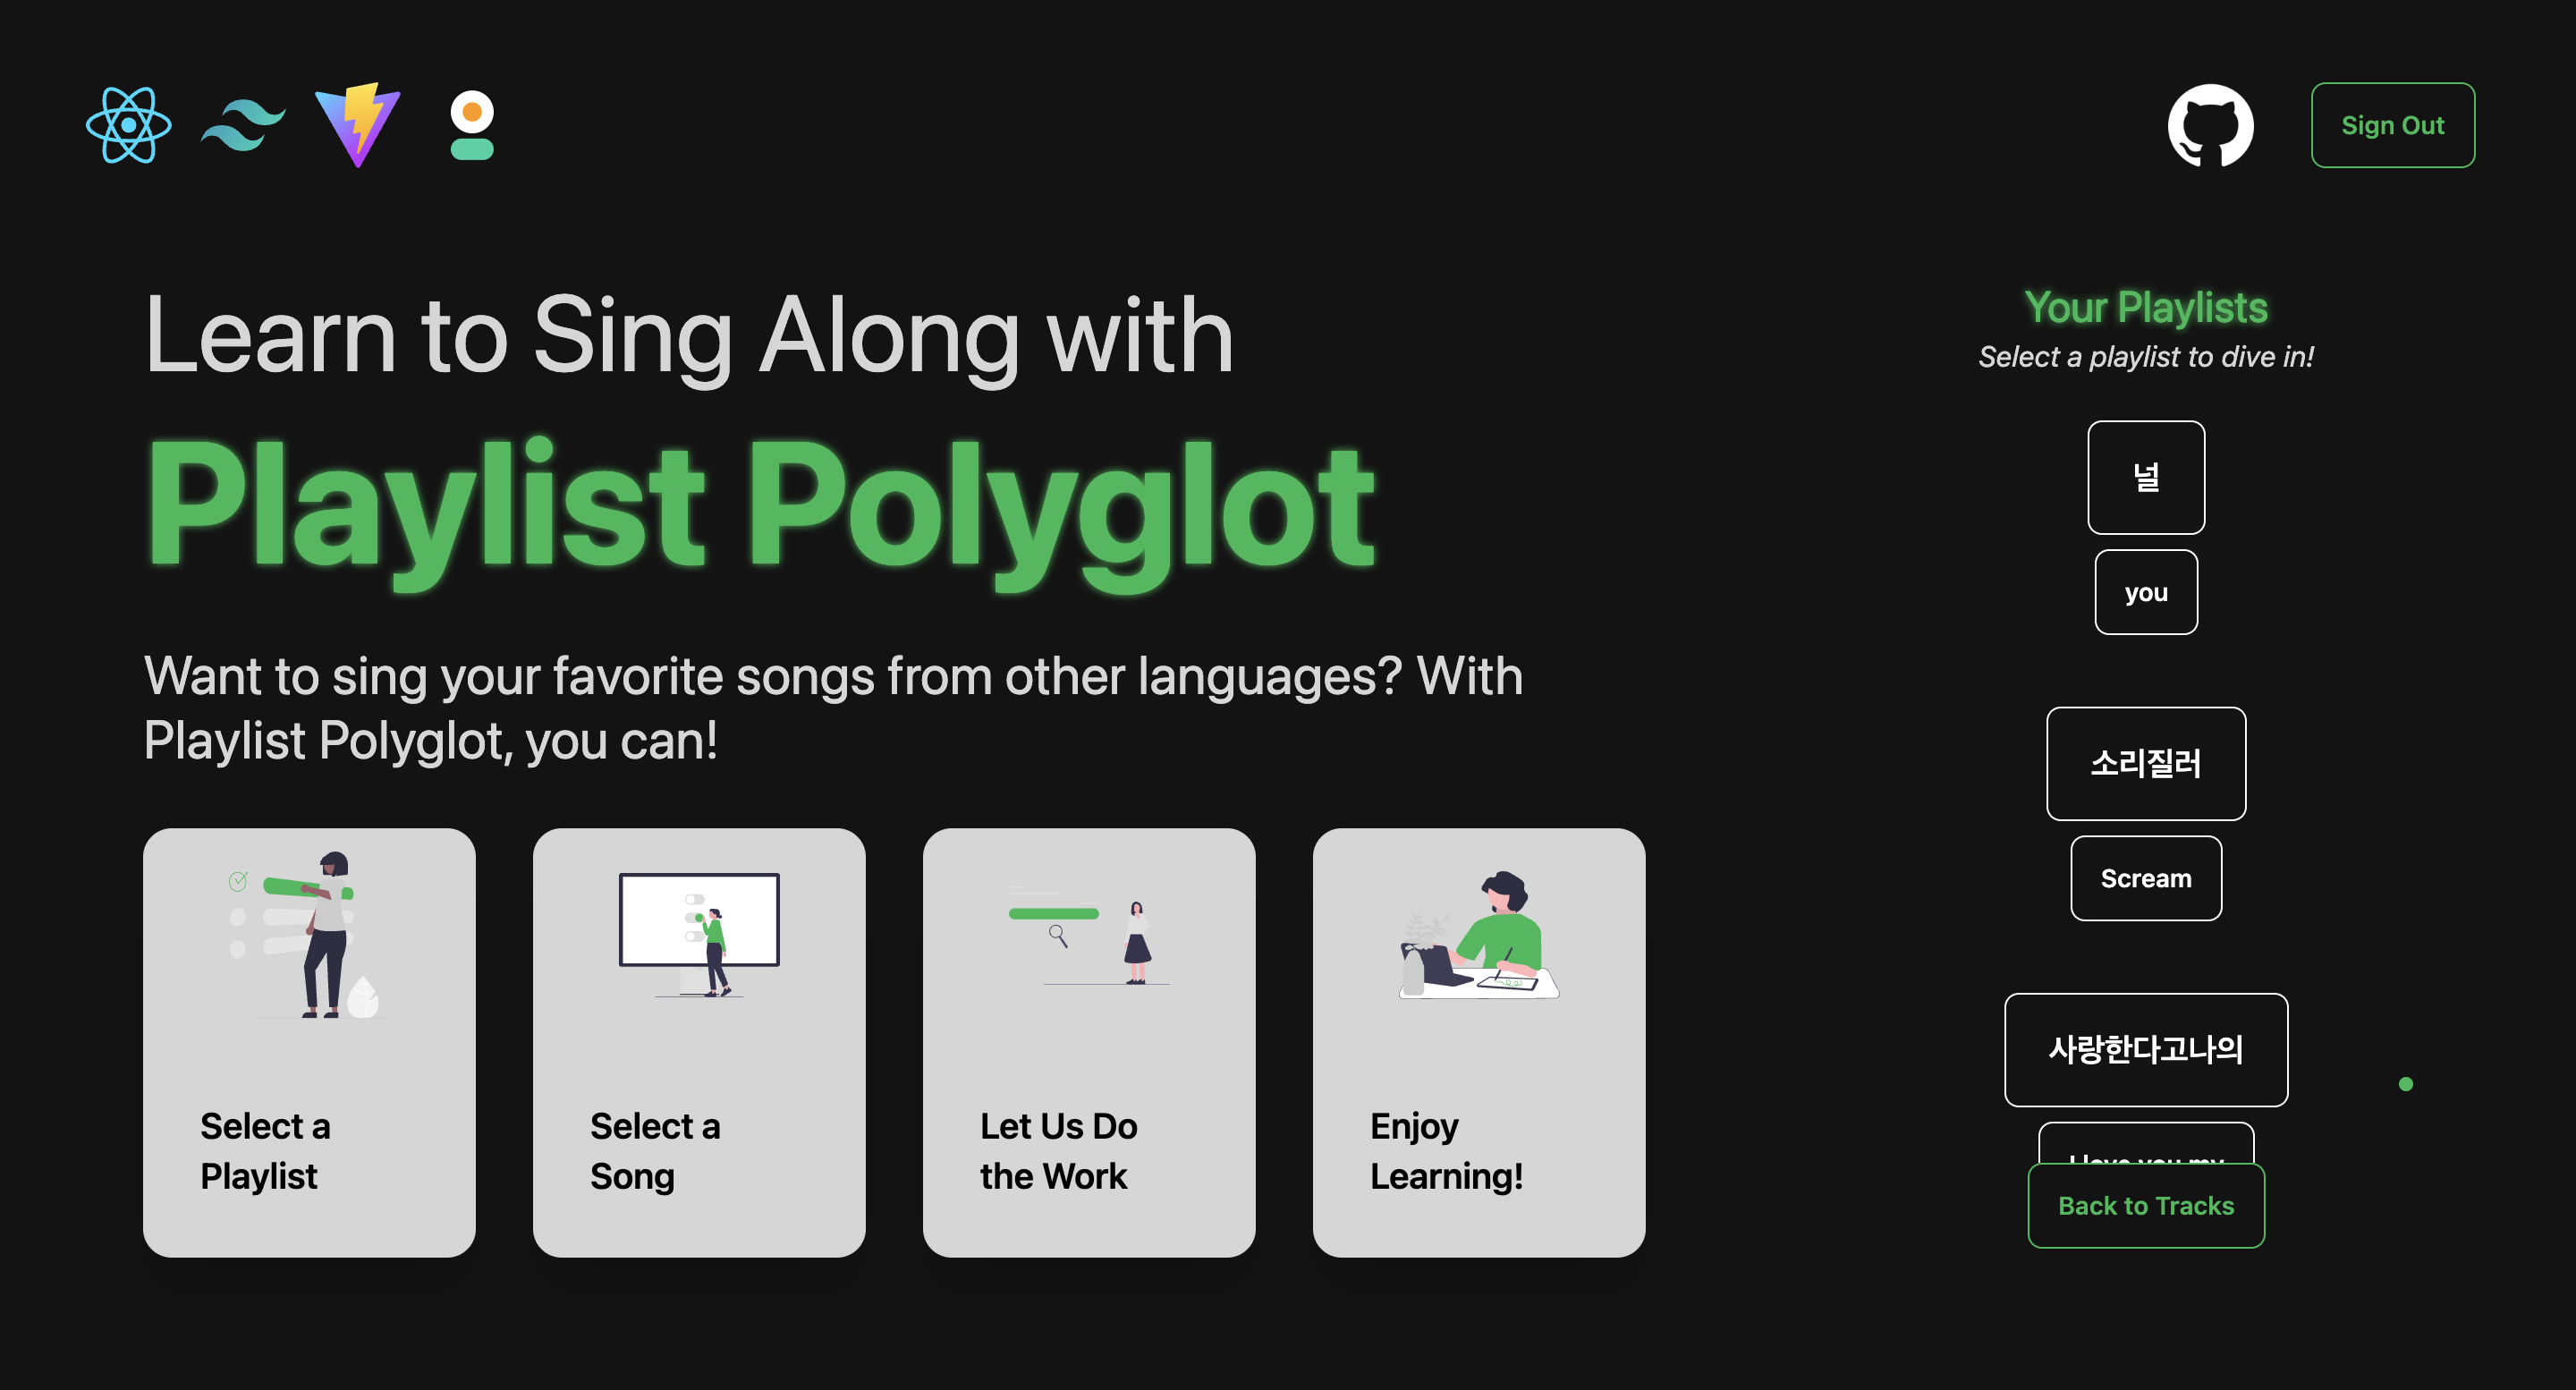 Sign Out
Learn to Sing Along with
Playlist Polyglot
Want to sing your favorite songs from other languages? With
Playlist Polyglot, you can!
Select a
Playlist
Select a
Song
Let Us Do
the Work
Enjoy
Learning!
Your Playlists
Select a playlist to dive in!
널
you
소리질러
Scream
사랑한다고나의
Back to Tracks